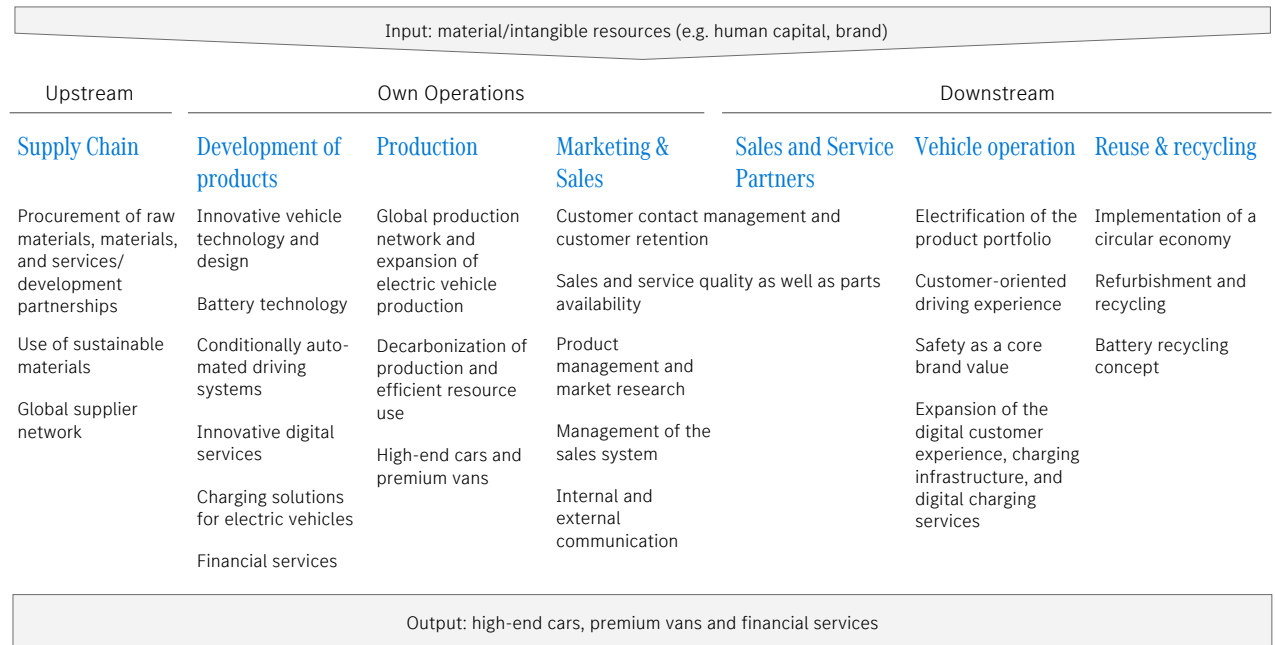 Input: material/intangible resources (e.g. human capital, brand)
Upstream
Own Operations
Downstream
Supply Chain
Procurement of raw
materials, materials,
and services/
development
partnerships
Use of sustainable
materials
Global supplier
network
Development of
products
Innovative vehicle
technology and
design
Battery technology
Conditionally auto-
mated driving
systems
Innovative digital
services
Charging solutions
for electric vehicles
Financial services
Production
Global production
network and
expansion of
electric vehicle
production
Decarbonization of
production and
efficient resource
use
High-end cars and
premium vans
Marketing &
Sales
Sales and Service
Partners
Customer contact management and
customer retention
Sales and service quality as well as parts
availability
Product
management and
market research
Management of the
sales system
Internal and
external
communication
Vehicle operation
Electrification of the
product portfolio
Customer-oriented
driving experience
Safety as a core
brand value
Expansion of the
digital customer
experience, charging
infrastructure, and
digital charging
services
Reuse & recycling
Implementation of a
circular economy
Refurbishment and
recycling
Battery recycling
concept
Output: high-end cars, premium vans and financial services